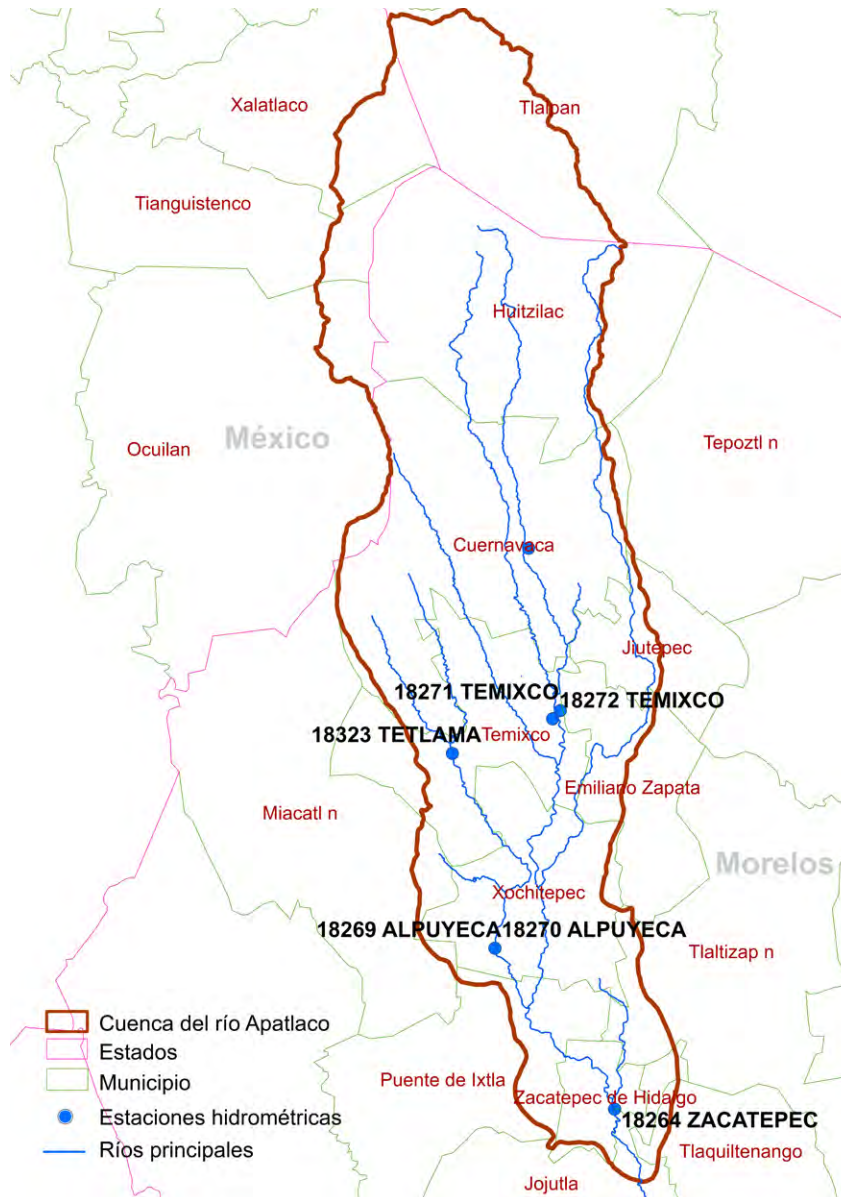 Xalatlaco
Tlalpan
Tianguistenco
Huitzilac
Ocuilan
México
Tepoztl n
Cuernavaca
Jiutepec
18271 TEMIXCO
18272 TEMIXCO
18323 TETLAMA
Temixco
Emiliano Zapata
Miacatl n
Morelos
Xochitepec
18269 ALPUYECA
18270 ALPUYECA
Tlaltizap n
Cuenca del río Apatlaco
Estados
Municipio
Estaciones hidrométricas
Ríos principales
Puente de Ixtla
Zacatepec de Hidalgo
18264 ZACATEPEC
Tlaquiltenango
Jojutla